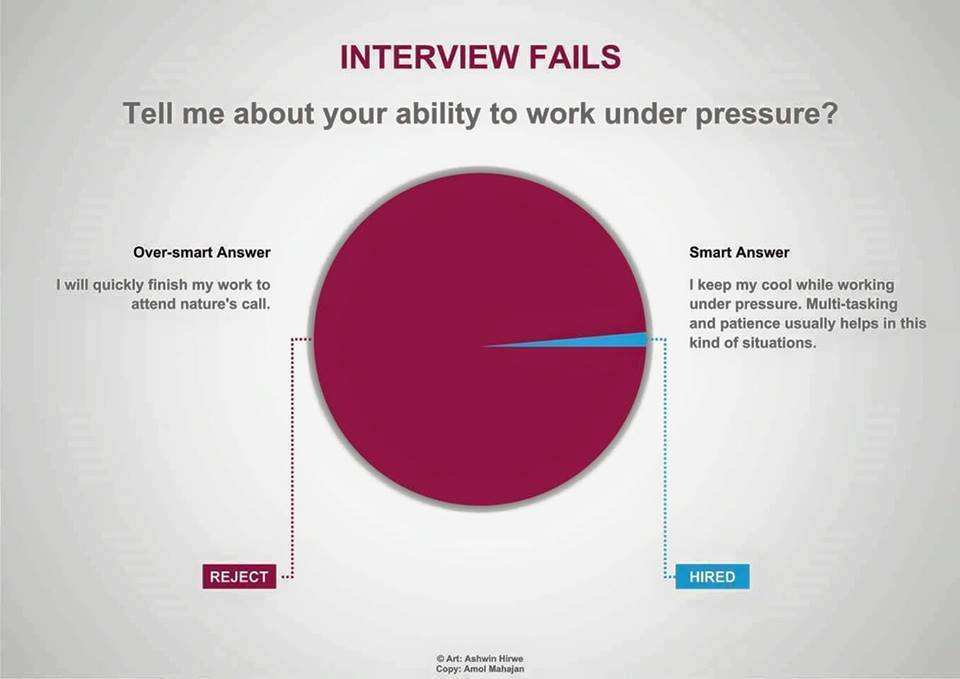 INTERVIEW FAILS
Tell me about your ability to work under pressure?
Over-smart Answer
I will quickly finish my work to
attend nature's call.
REJECT
Smart Answer
I keep my cool while working
under pressure. Multi-tasking
and patience usually helps in this
kind of situations.
HIRED
© Art: Ashwin Hirwe
Copy: Amol Mahajan